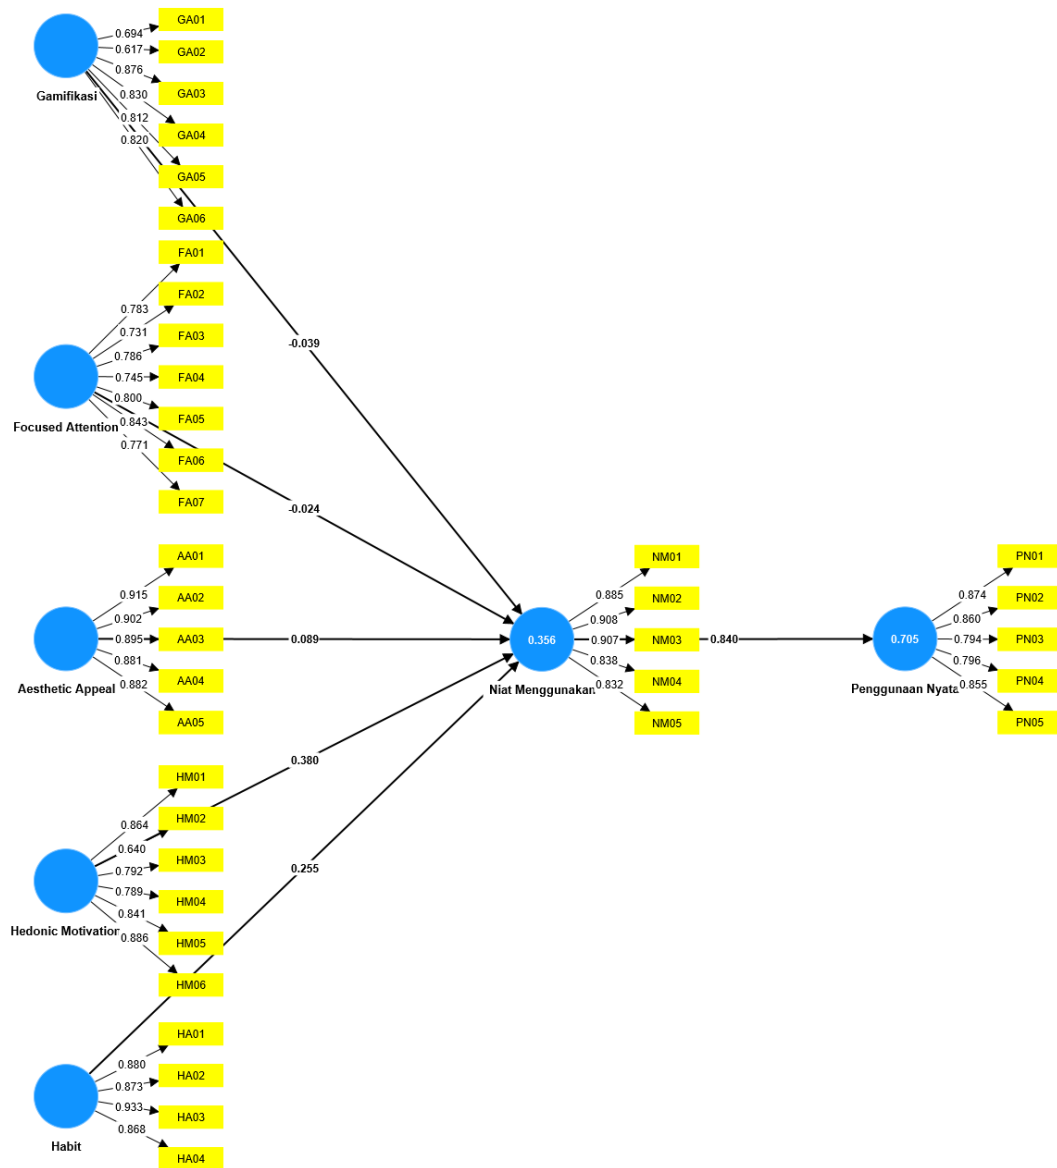 GA01
0.694
GA02
0.617
0.876
GA03
0.830
GA04
0.812
0.820
GA05
GA06
Gamifikasi
FA01
FA02
0.783
0.731
FA03
0.786
0.745
FA04
0.800
FA05
0.843
0.771
FA06
FA07
Focused Attention
-0.039
-0.024
AA01
0.915
AA02
0.902
0.895
AA03
0.881
AA04
0.882
AA05
Aesthetic Appeal
0.089
0.356
Niat Menggunakan
NM01
0.885
NM02
0.908
0.907
NM03
0.838
NM04
0.832
NM05
0.840
0.705
Penggunaan Nyata
PN01
0.874
PN02
0.860
0.794
PN03
0.796
PN04
0.855
PN05
HM01
0.864
HM02
0.640
0.792
HM03
0.789
HM04
0.841
0.886
HM05
HM06
Hedonic Motivation
0.380
0.255
HA01
0.880
HA02
0.873
0.933
HA03
0.868
HA04
Habit